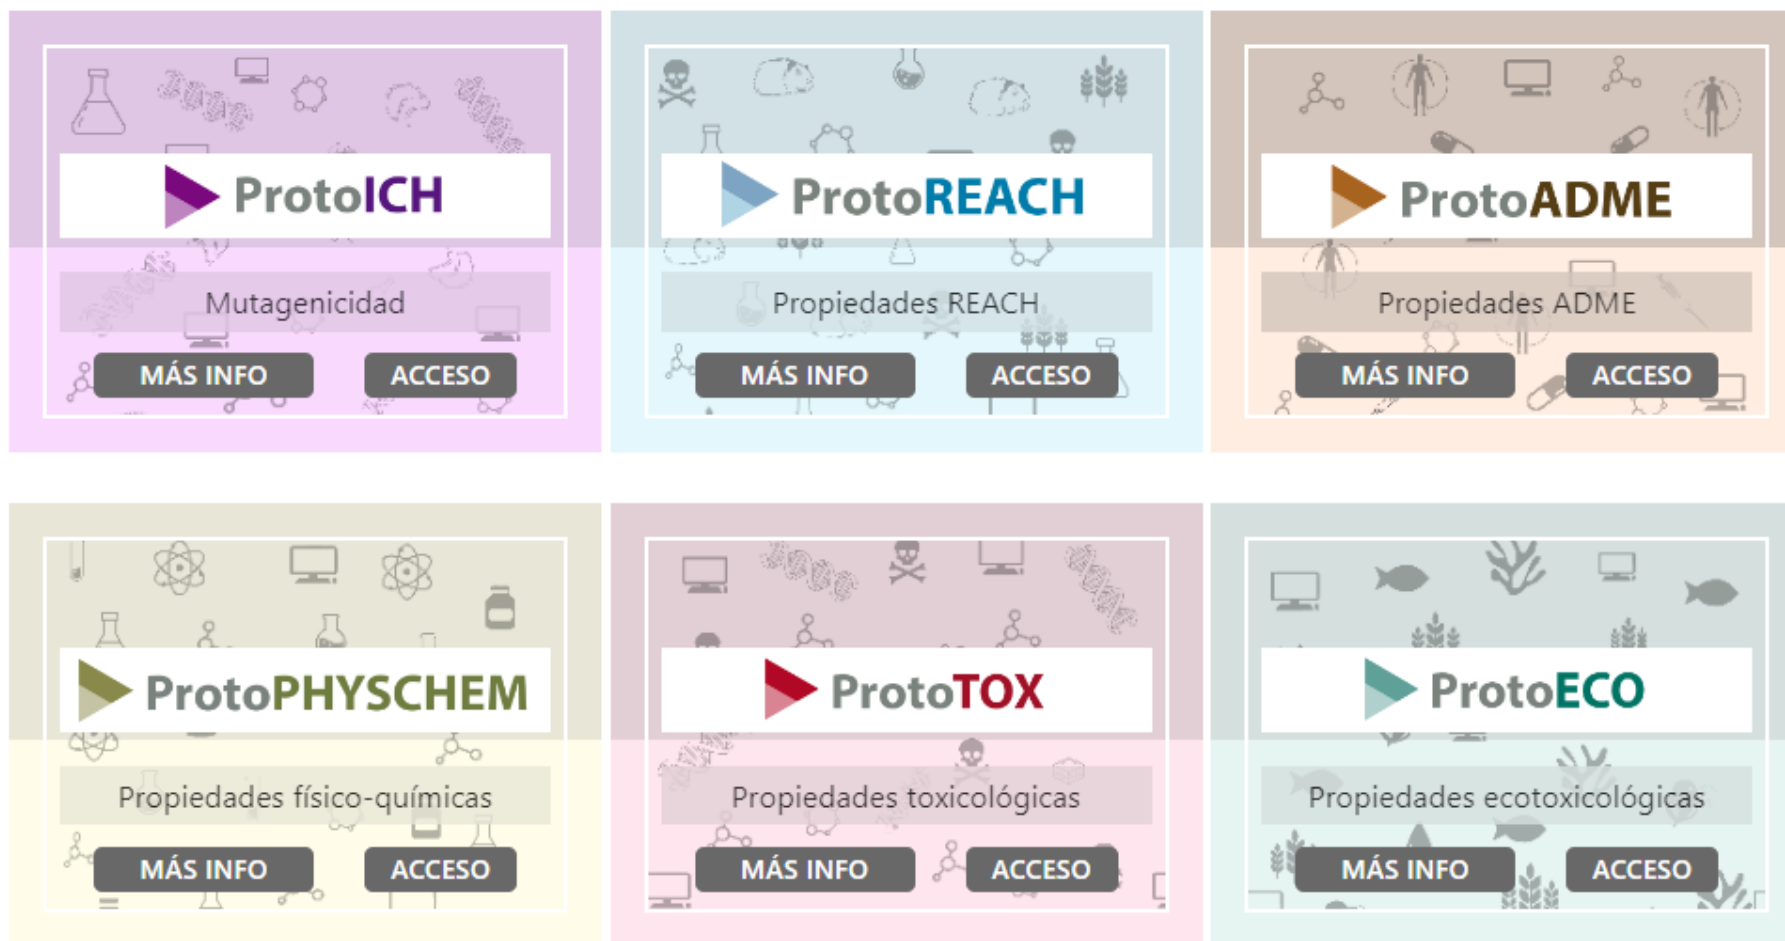 ProtoICH
Mutagenicidad
MÁS INFO
ACCESO
ProtoREACH
Propiedades REACH
MÁS INFO
ACCESO
ProtoADME
Propiedades ADME
MÁS INFO
ACCESO
ProtoPHYSCHEM
Propiedades físico-químicas
MÁS INFO
ACCESO
ProtoTOX
Propiedades toxicológicas
MÁS INFO
ACCESO
ProtoECO
Propiedades ecotoxicológicas
MÁS INFO
ACCESO